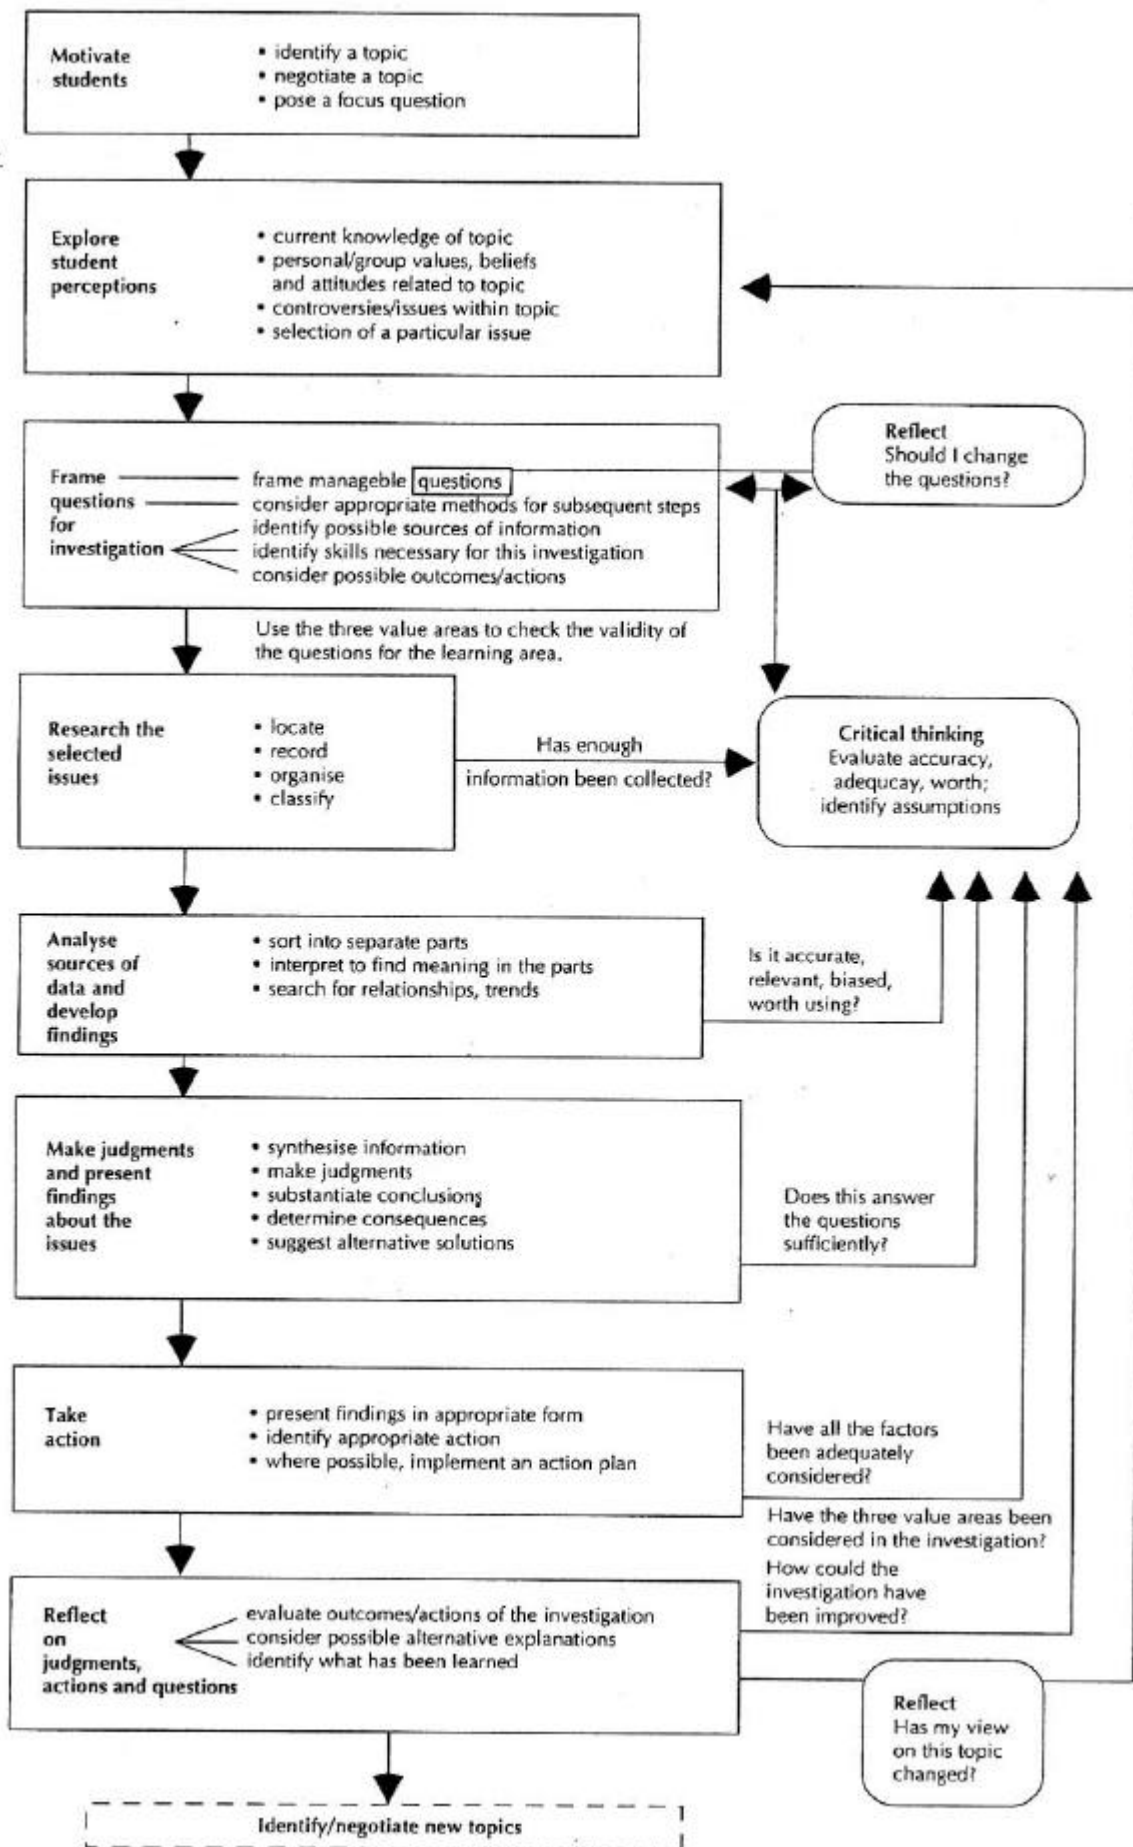 Motivate
students
• identify a topic
• negotiate a topic
• pose a focus question
Explore
student
perceptions
• current knowledge of topic
• personal/group values, beliefs
and attitudes related to topic
• controversies/issues within topic
• selection of a particular issue
Frame
questions
for
investigation
frame manageble questions
consider appropriate methods for subsequent steps
identify possible sources of information
identify skills necessary for this investigation
consider possible outcomes/actions
Reflect
Should I change
the questions?
Use the three value areas to check the validity of
the questions for the learning area.
Research the
selected
issues
• locate
• record
• organise
• classify
Has enough
information been collected?
Critical thinking
Evaluate accuracy,
adequcay, worth;
identify assumptions
Analyse
sources of
data and
develop
findings
• sort into separate parts
• interpret to find meaning in the parts
• search for relationships, trends
Is it accurate,
relevant, biased,
worth using?
Make judgments
and present
findings
about the
issues
• synthesise information
• make judgments
• substantiate conclusions
• determine consequences
• suggest alternative solutions
Does this answer
the questions
sufficiently?
Take
action
• present findings in appropriate form
• identify appropriate action
• where possible, implement an action plan
Have all the factors
been adequately
considered?
Have the three value areas been
considered in the investigation?
How could the
investigation have
been improved?
Reflect
on
judgments,
actions and questions
evaluate outcomes/actions of the investigation
consider possible alternative explanations
identify what has been learned
Reflect
Has my view
on this topic
changed?
Identify/negotiate new topics